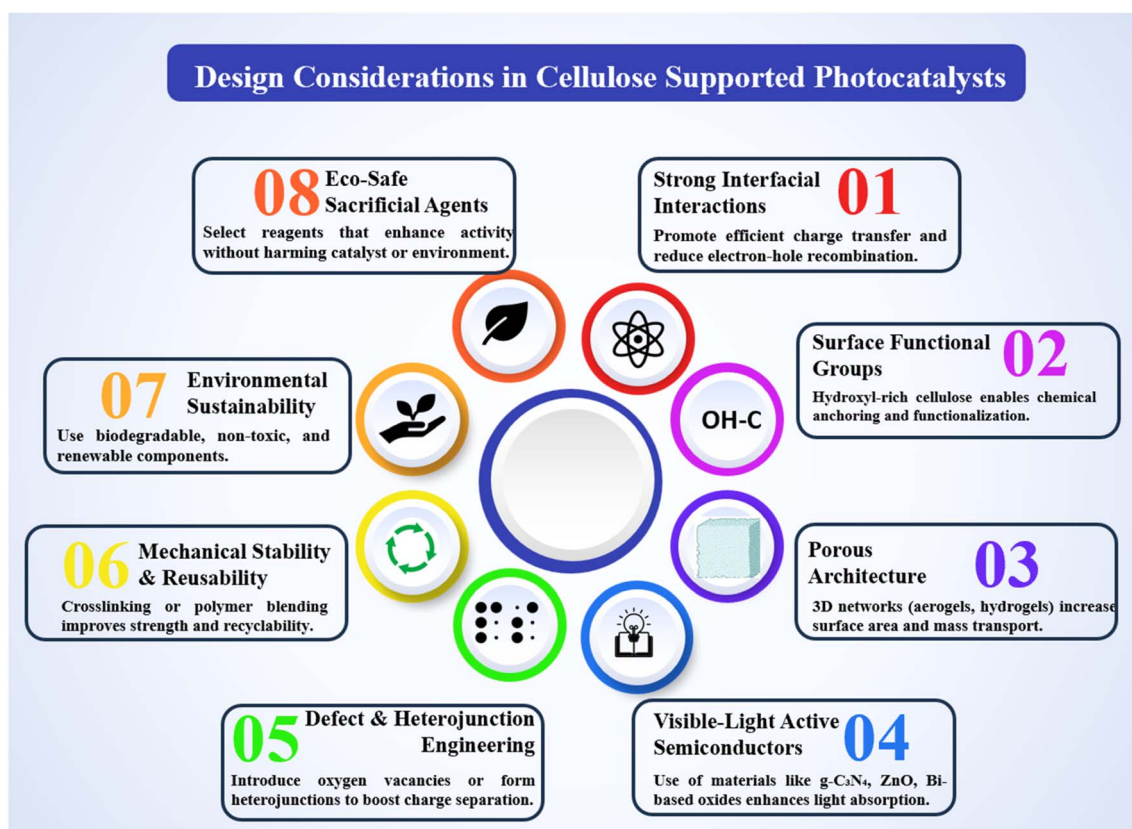 Design Considerations in Cellulose Supported Photocatalysts
08 Eco-Safe
Sacrificial Agents
Select reagents that enhance activity
without harming catalyst or environment.
Strong Interfacial
Interactions 01
Promote efficient charge transfer and
reduce electron-hole recombination.
Surface Functional
Groups 02
Hydroxyl-rich cellulose enables chemical
anchoring and functionalization.
OH-C
07 Environmental
Sustainability
Use biodegradable, non-toxic, and
renewable components.
Porous
Architecture 03
3D networks (aerogels, hydrogels) increase
surface area and mass transport.
06 Mechanical Stability
& Reusability
Crosslinking or polymer blending
improves strength and recyclability.
05 Defect & Heterojunction
Engineering
Introduce oxygen vacancies or form
heterojunctions to boost charge separation.
Visible-Light Active
Semiconductors 04
Use of materials like g-C₃N₄, ZnO, Bi-
based oxides enhances light absorption.